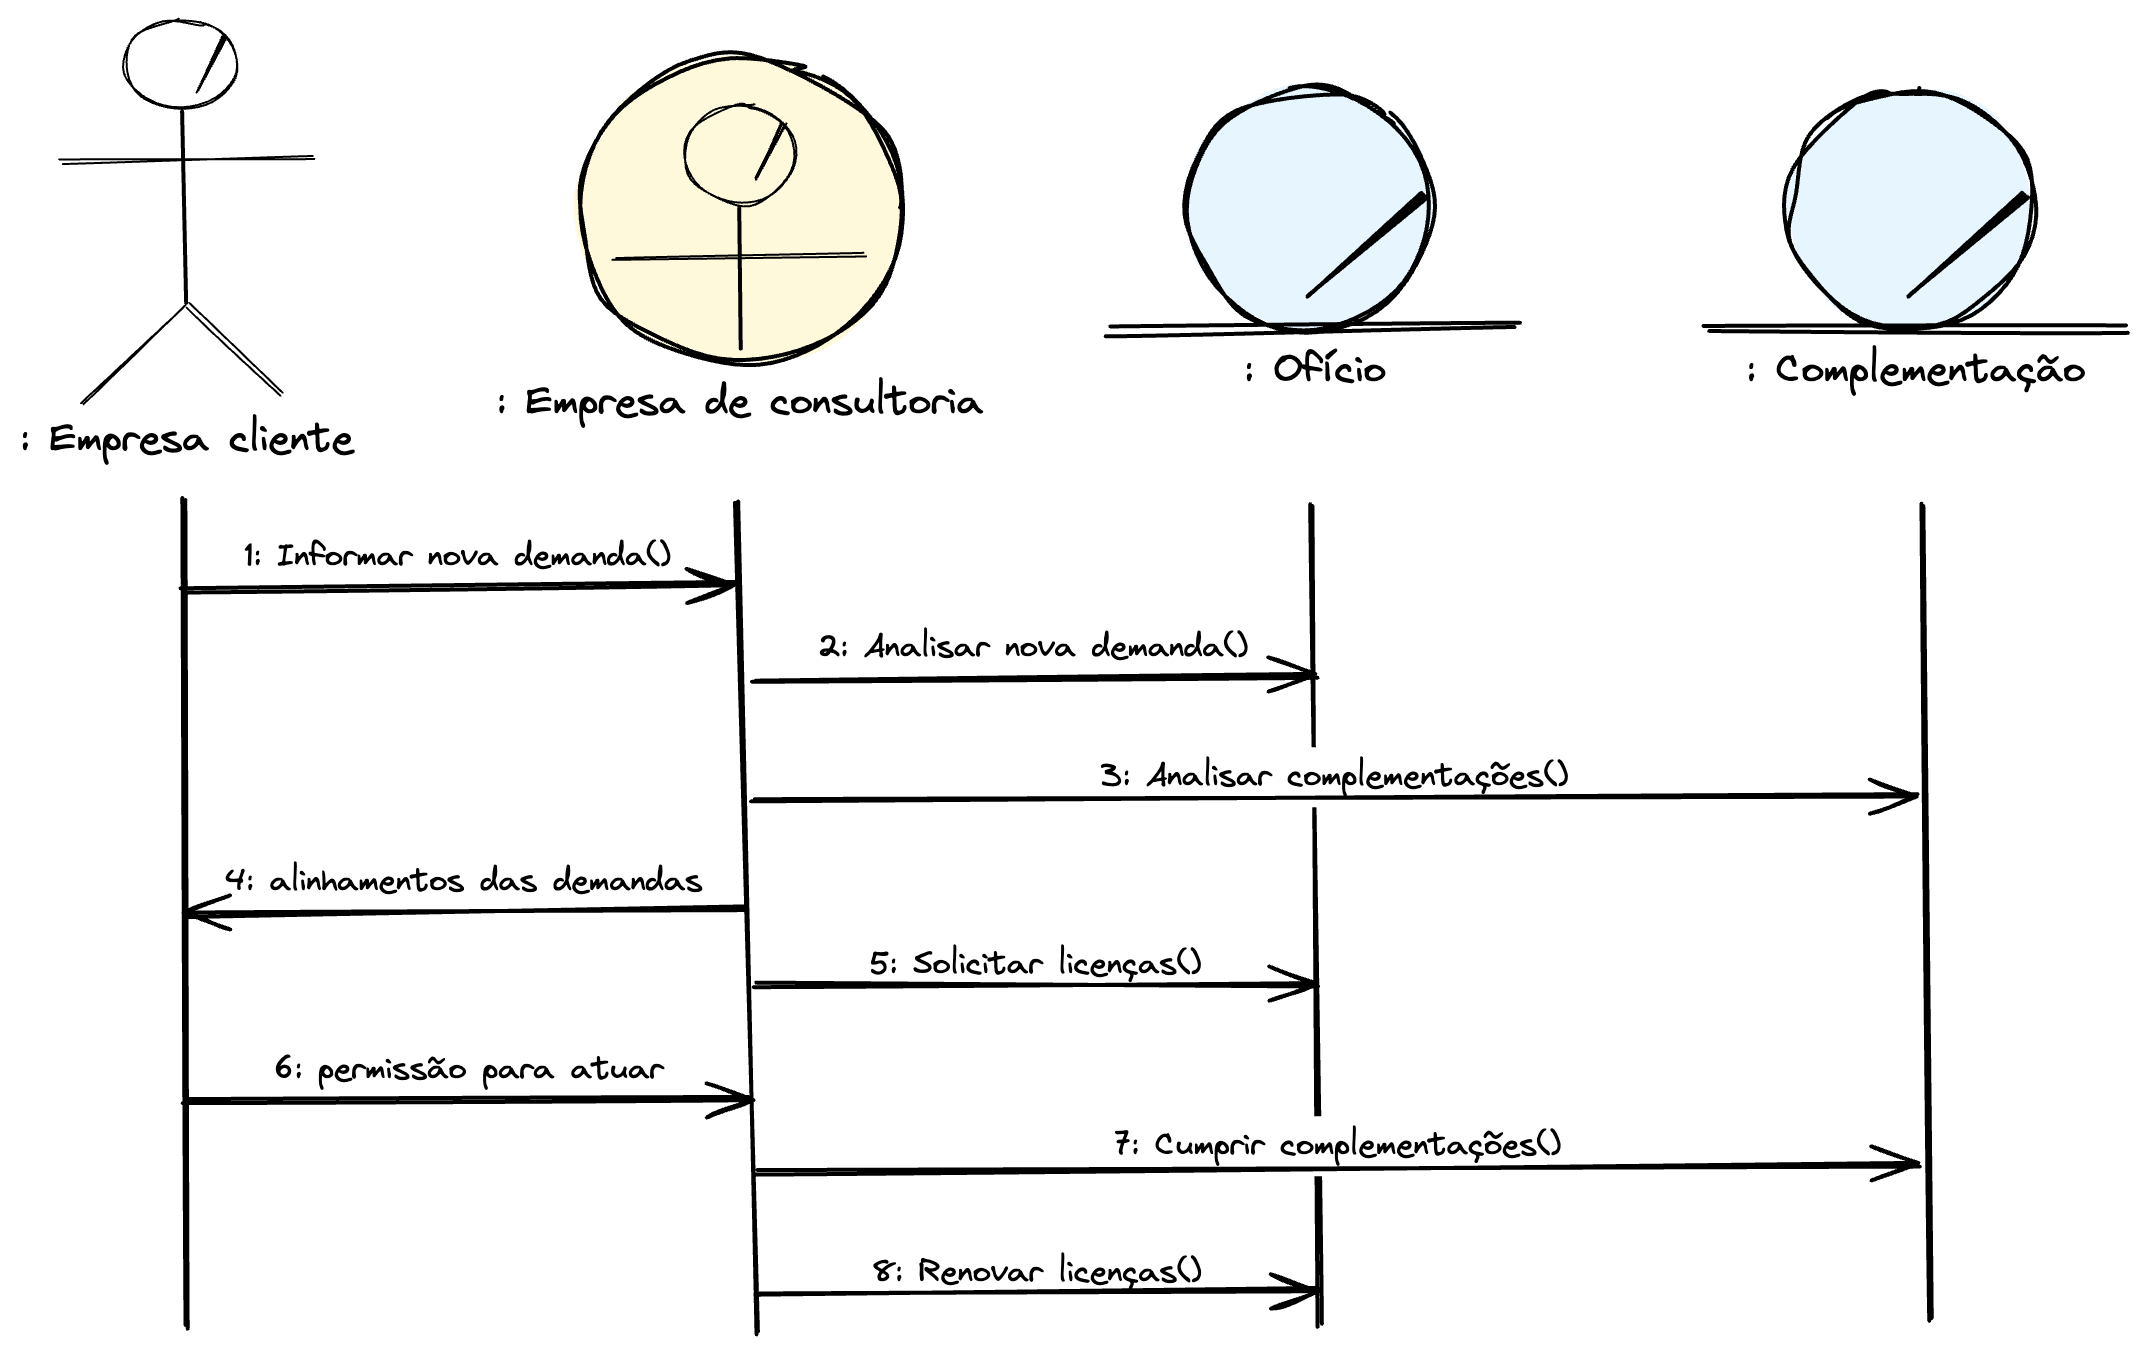 : Empresa cliente
: Empresa de consultoria
: Ofício
: Complementação
1: Informar nova demanda()
2: Analisar nova demanda()
3: Analisar complementações()
4: alinhamentos das demandas
5: Solicitar licenças()
6: permissão para atuar
7: Cumprir complementações()
8: Renovar licenças()